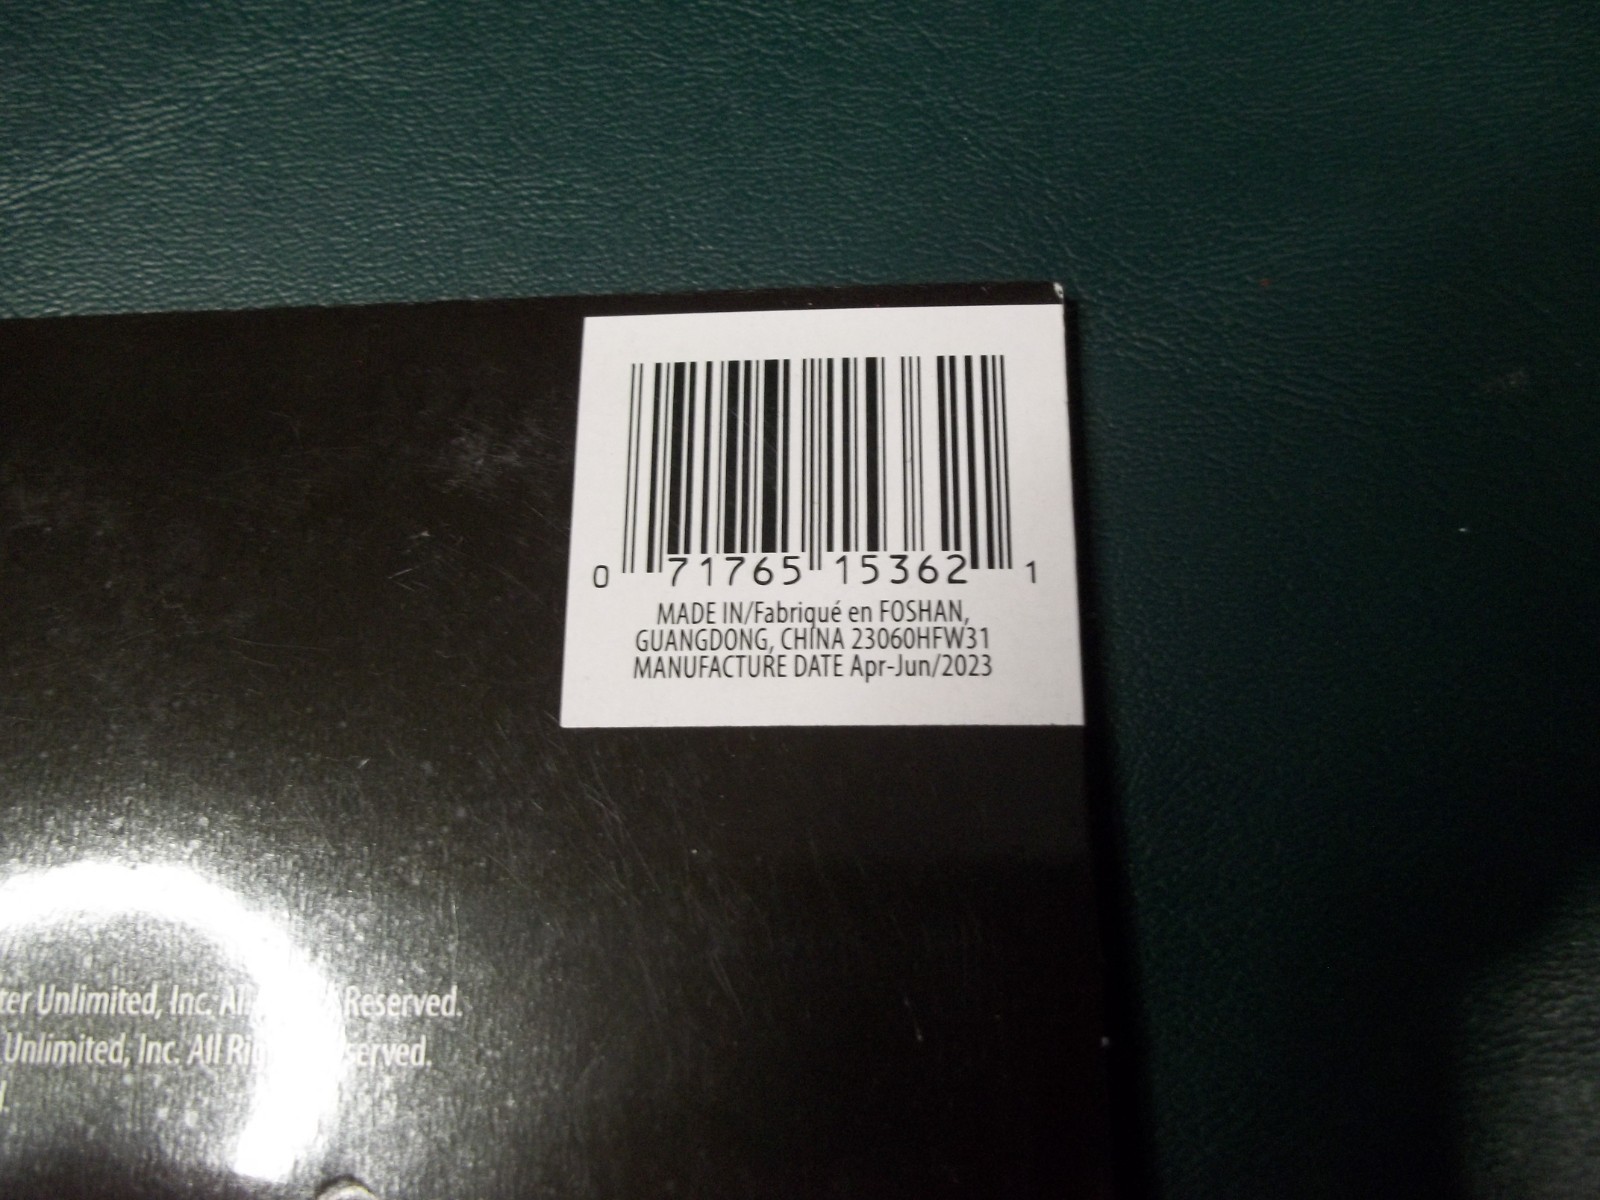 0 71765 15362 1
MADE IN/Fabriqué en FOSHAN,
GUANGDONG, CHINA 23060HFW31
MANUFACTURE DATE Apr-Jun/2023
Unlimited, Inc. Reserved.
Unlimited, Inc. All